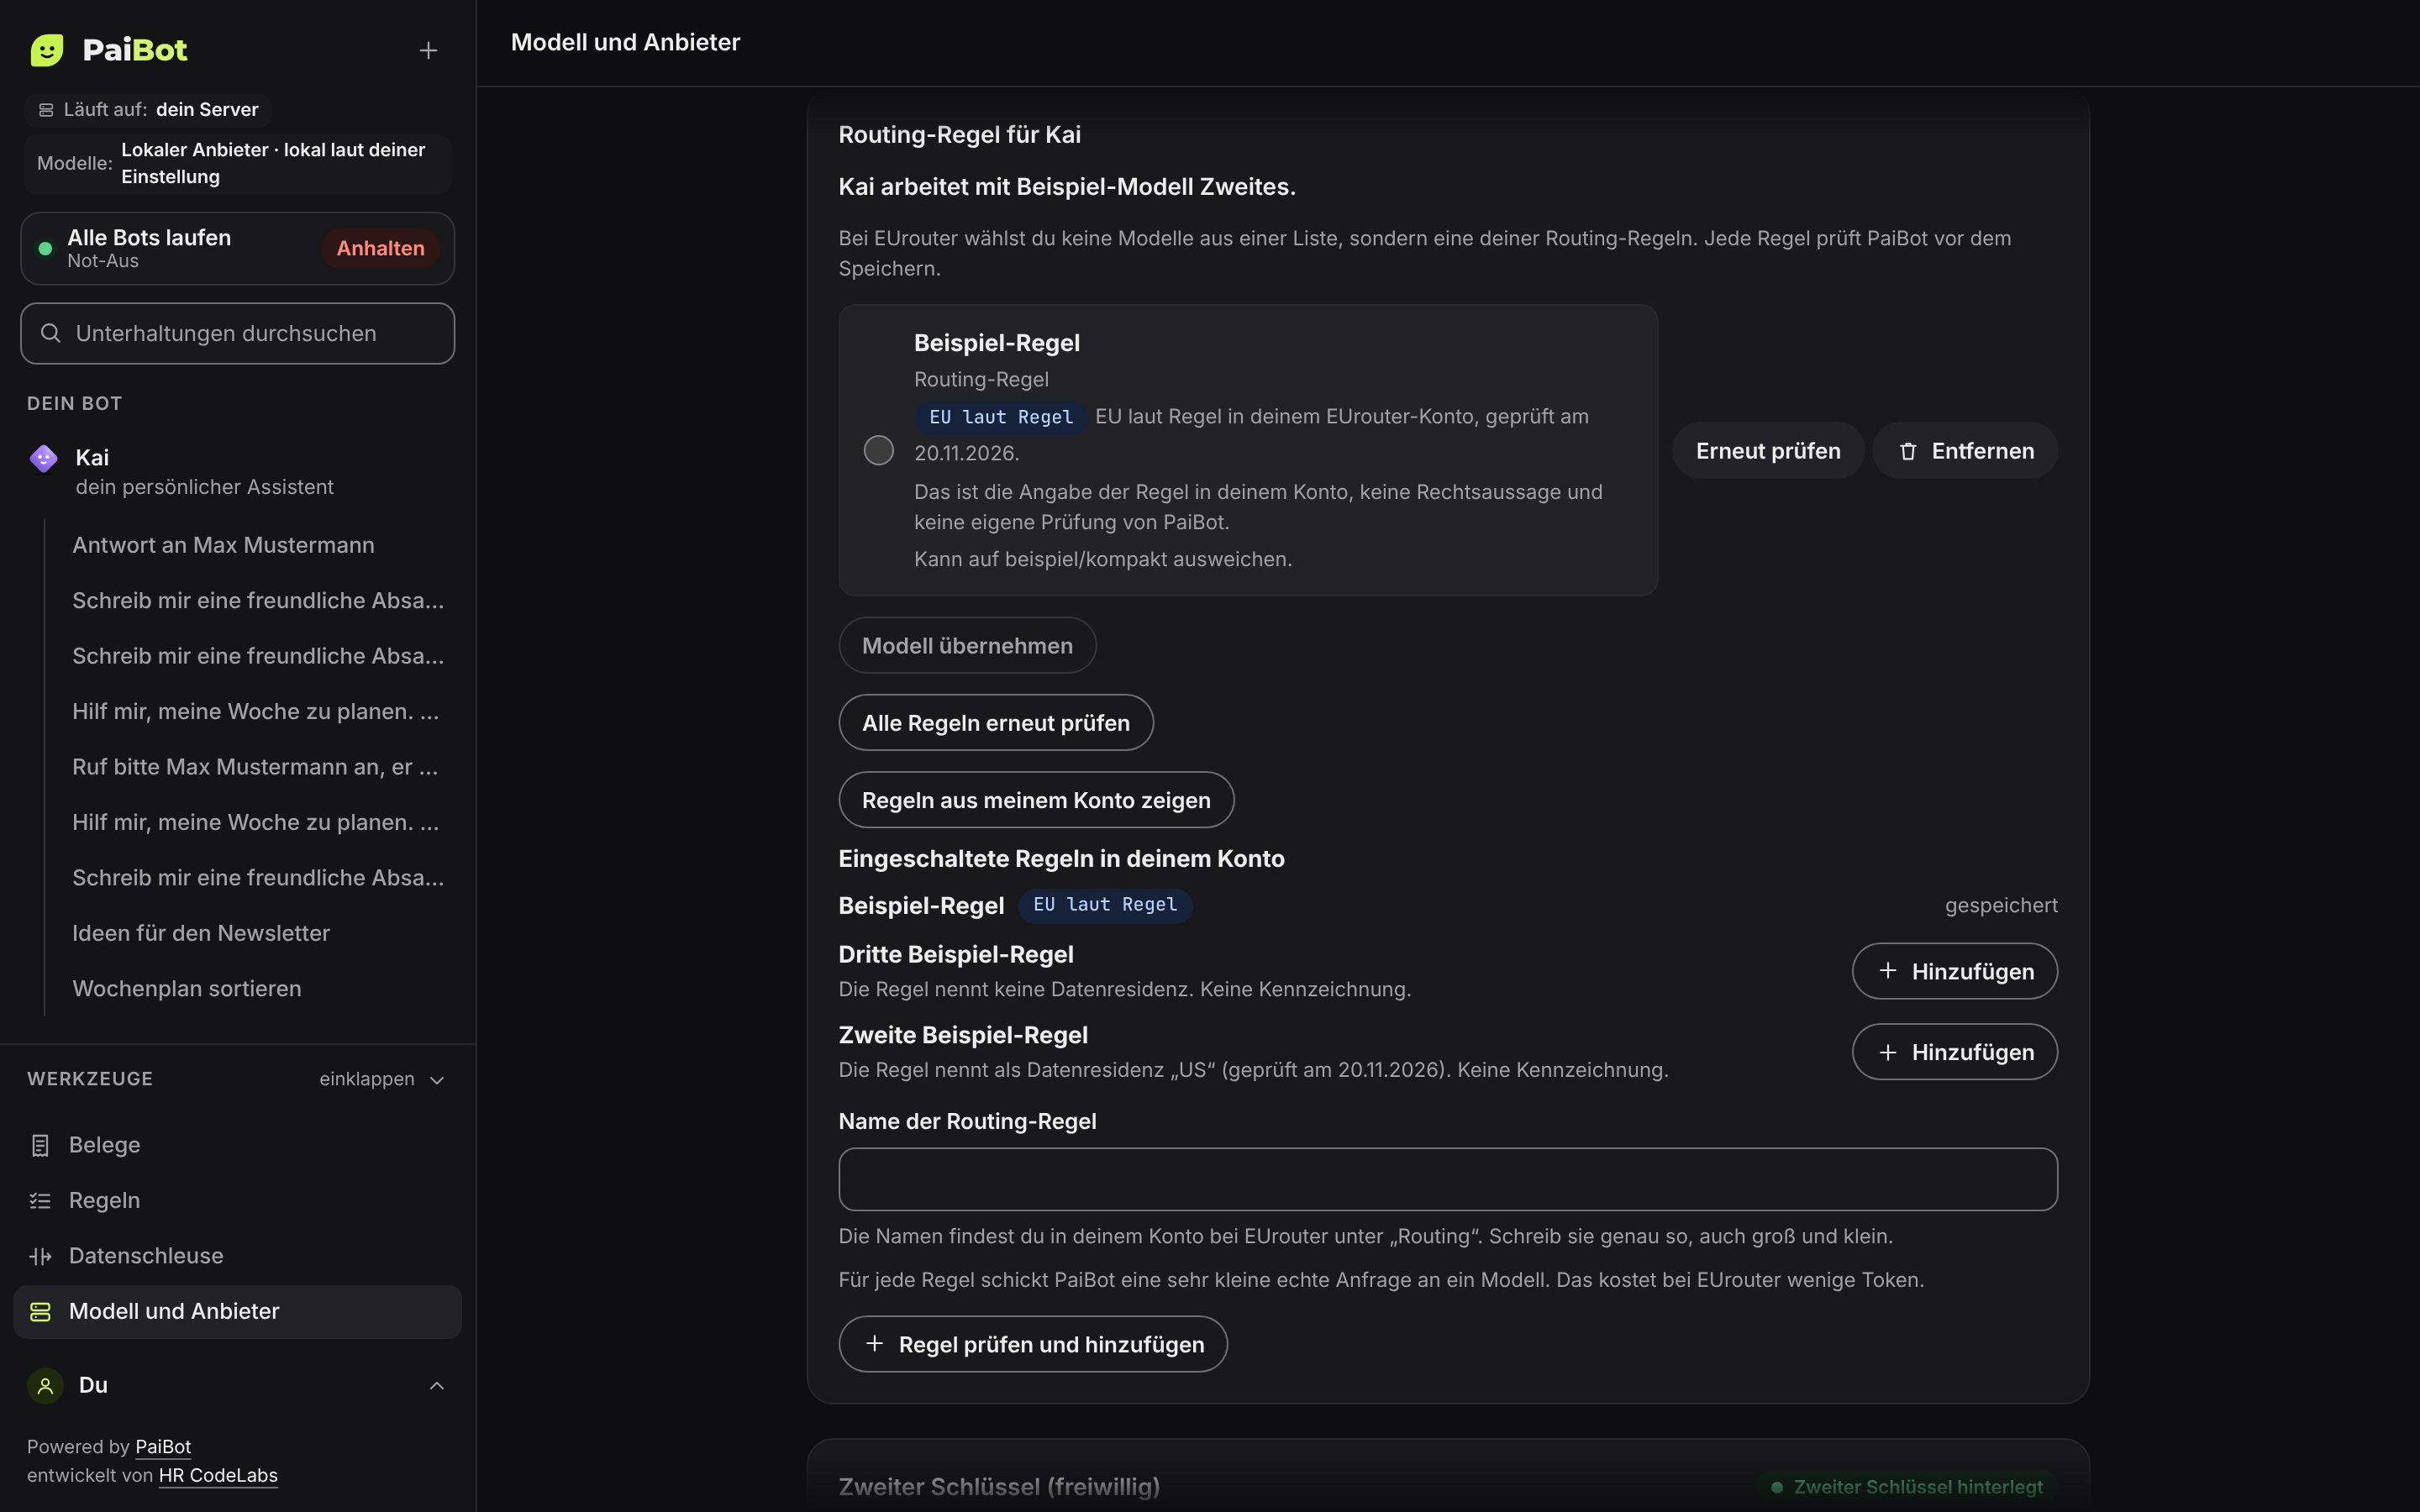 PaiBot
Läuft auf: dein Server
Modelle: Lokaler Anbieter · lokal laut deiner
Einstellung
Alle Bots laufen
Not-Aus
Anhalten
Unterhaltungen durchsuchen
DEIN BOT
Kai
dein persönlicher Assistent
Antwort an Max Mustermann
Schreib mir eine freundliche Absa...
Schreib mir eine freundliche Absa...
Hilf mir, meine Woche zu planen. ...
Ruf bitte Max Mustermann an, er ...
Hilf mir, meine Woche zu planen. ...
Schreib mir eine freundliche Absa...
Ideen für den Newsletter
Wochenplan sortieren
WERKZEUGE
einklappen
Belege
Regeln
Datenschleuse
Modell und Anbieter
Du
Powered by PaiBot
entwickelt von HR CodeLabs
Modell und Anbieter
Routing-Regel für Kai
Kai arbeitet mit Beispiel-Modell Zweites.
Bei EUrouter wählst du keine Modelle aus einer Liste, sondern eine deiner Routing-Regeln. Jede Regel prüft PaiBot vor dem
Speichern.
Beispiel-Regel
Routing-Regel
EU laut Regel EU laut Regel in deinem EUrouter-Konto, geprüft am
20.11.2026.
Das ist die Angabe der Regel in deinem Konto, keine Rechtsaussage und
keine eigene Prüfung von PaiBot.
Kann auf beispiel/kompakt ausweichen.
Erneut prüfen
Entfernen
Modell übernehmen
Alle Regeln erneut prüfen
Regeln aus meinem Konto zeigen
Eingeschaltete Regeln in deinem Konto
Beispiel-Regel EU laut Regel
gespeichert
Dritte Beispiel-Regel
Die Regel nennt keine Datenresidenz. Keine Kennzeichnung.
Hinzufügen
Zweite Beispiel-Regel
Die Regel nennt als Datenresidenz „US“ (geprüft am 20.11.2026). Keine Kennzeichnung.
Hinzufügen
Name der Routing-Regel
Die Namen findest du in deinem Konto bei EUrouter unter „Routing“. Schreib sie genau so, auch groß und klein.
Für jede Regel schickt PaiBot eine sehr kleine echte Anfrage an ein Modell. Das kostet bei EUrouter wenige Token.
Regel prüfen und hinzufügen
Zweiter Schlüssel (freiwillig)
Zweiter Schlüssel hinterlegt